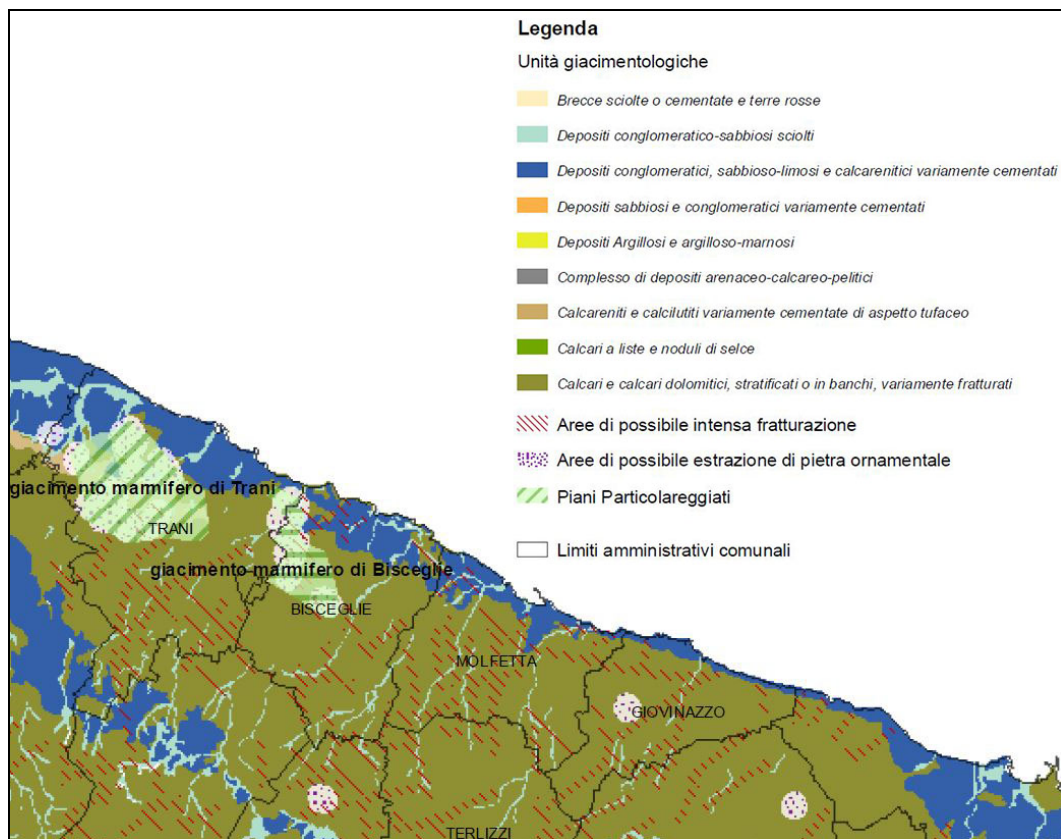 Legenda
Unità giacimentologiche
Brecce sciolte o cementate e terre rosse
Depositi conglomeratico-sabbiosi sciolti
Depositi conglomeratici, sabbioso-limosi e calcarenitici variamente cementati
Depositi sabbiosi e conglomeratici variamente cementati
Depositi Argillosi e argilloso-marnosi
Complesso di depositi arenaceo-calcareo-pelitici
Calcareniti e calcilutiti variamente cementate di aspetto tufaceo
Calcari a liste e noduli di selce
Calcari e calcari dolomitici, stratificati o in banchi, variamente fratturati
Aree di possibile intensa fratturazione
Aree di possibile estrazione di pietra ornamentale
Piani Particolareggiati
Limiti amministrativi comunali
giacimento marmifero di Trani
TRANI
giacimento marmifero di Bisceglie
BISCEGLIE
MOLFETTA
GIOVINAZZO
TERLIZZI